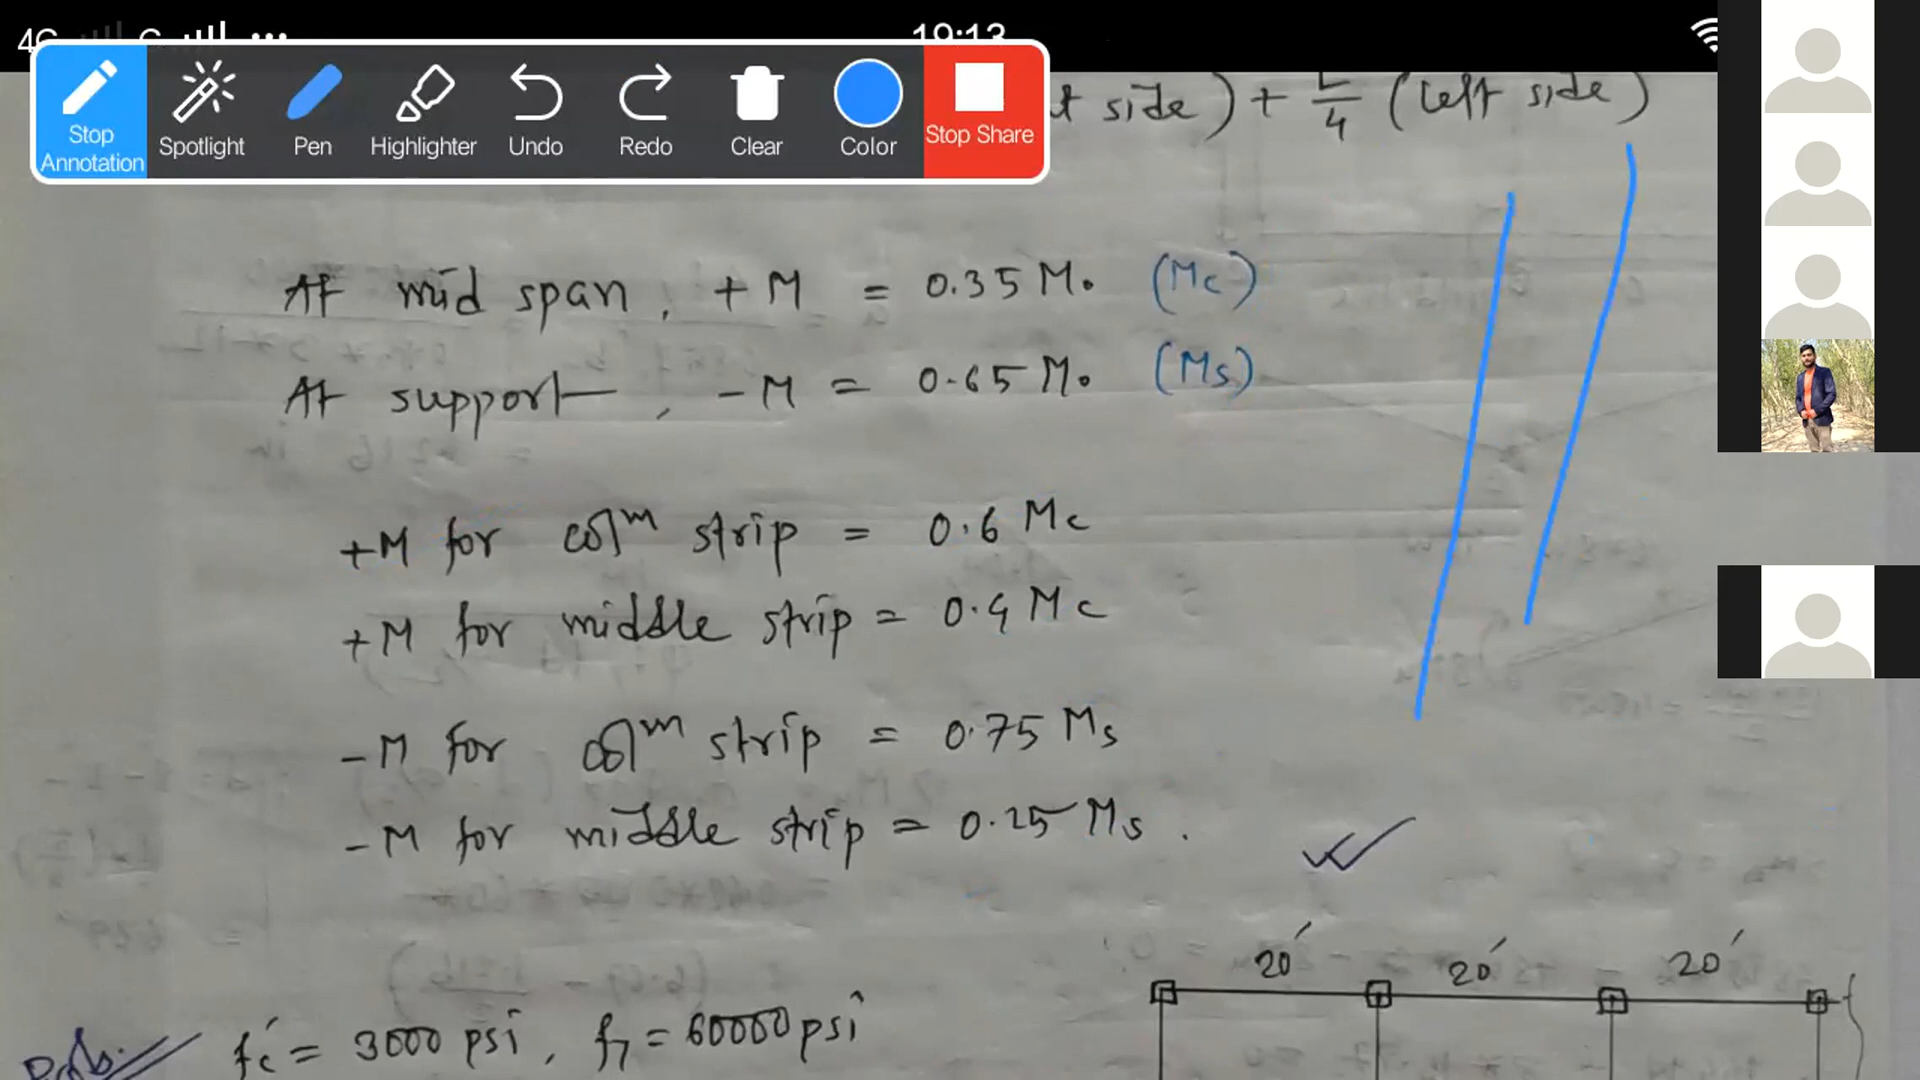 4G
19:13
Stop Annotation
Spotlight
Pen
Highlighter
Undo
Redo
Clear
Color
Stop Share
side) + L/4 (left side)
At mid span, +M = 0.35 M₀ (Mc)
At support, -M = 0.65 M₀ (Ms)
+M for colᵐ strip = 0.6 Mc
+M for middle strip = 0.4 Mc
-M for colᵐ strip = 0.75 Ms
-M for middle strip = 0.25 Ms.
20' 20' 20'
f'c = 3000 psi, fy = 60000 psi